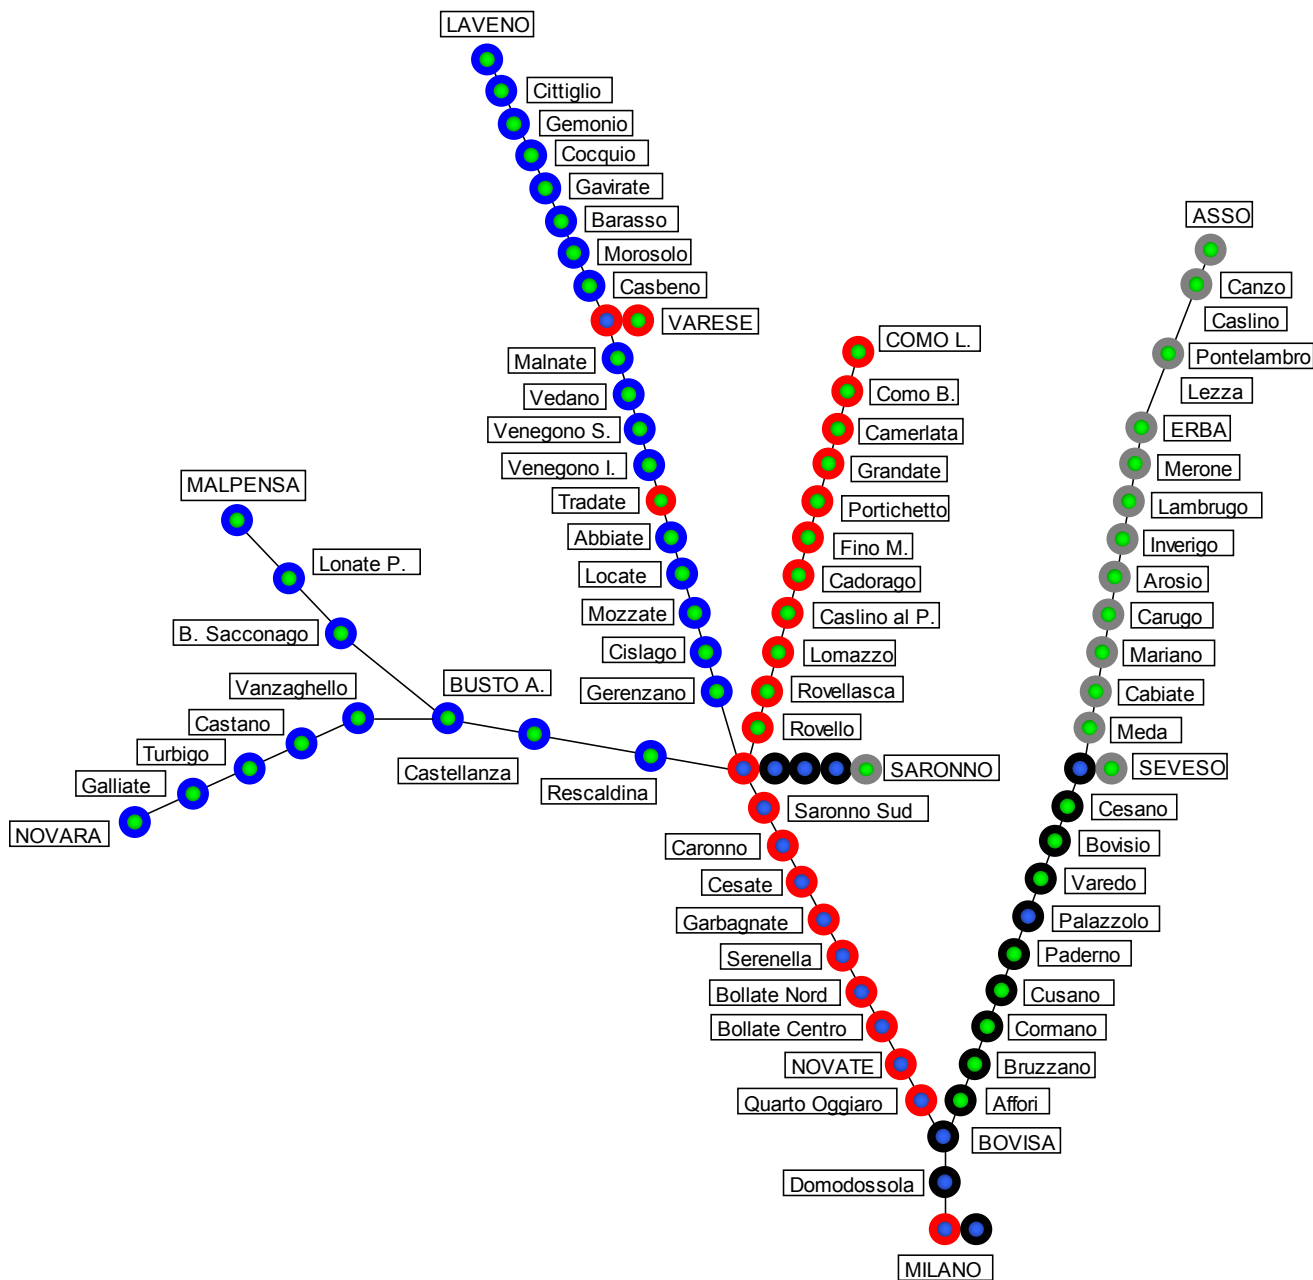 LAVENO
Cittiglio
Gemonio
Cocquio
Gavirate
Barasso
Morosolo
Casbeno
VARESE
Malnate
Vedano
Venegono S.
Venegono I.
Tradate
Abbiate
Locate
Mozzate
Cislago
Gerenzano
COMO L.
Como B.
Camerlata
Grandate
Portichetto
Fino M.
Cadorago
Caslino al P.
Lomazzo
Rovellasca
Rovello
ASSO
Canzo
Caslino
Pontelambro
Lezza
ERBA
Merone
Lambrugo
Inverigo
Arosio
Carugo
Mariano
Cabiate
Meda
SEVESO
Cesano
Bovisio
Varedo
Palazzolo
Paderno
Cusano
Cormano
Bruzzano
Affori
MALPENSA
Lonate P.
B. Sacconago
Vanzaghello
BUSTO A.
Castano
Turbigo
Galliate
NOVARA
Castellanza
Rescaldina
SARONNO
Saronno Sud
Caronno
Cesate
Garbagnate
Serenella
Bollate Nord
Bollate Centro
NOVATE
Quarto Oggiaro
BOVISA
Domodossola
MILANO